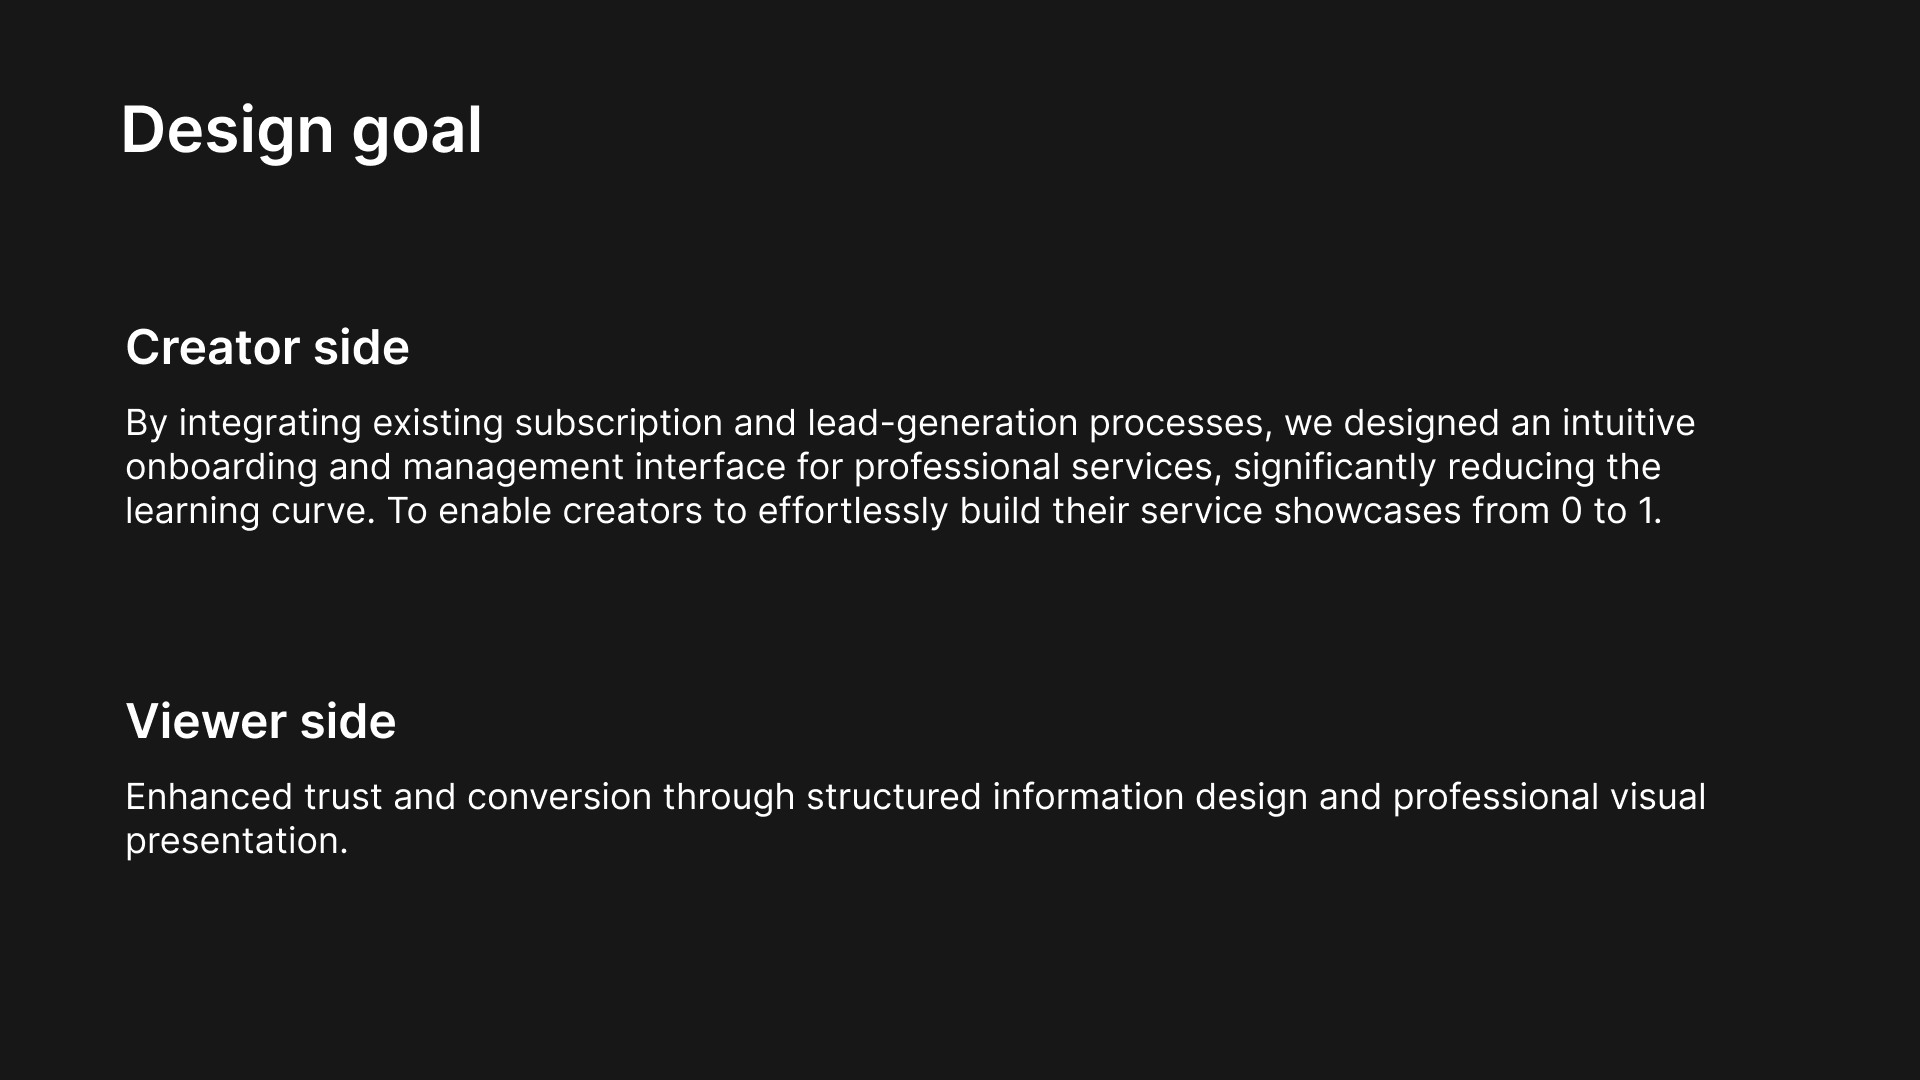 Design goal
Creator side
By integrating existing subscription and lead-generation processes, we designed an intuitive
onboarding and management interface for professional services, significantly reducing the
learning curve. To enable creators to effortlessly build their service showcases from 0 to 1.
Viewer side
Enhanced trust and conversion through structured information design and professional visual
presentation.